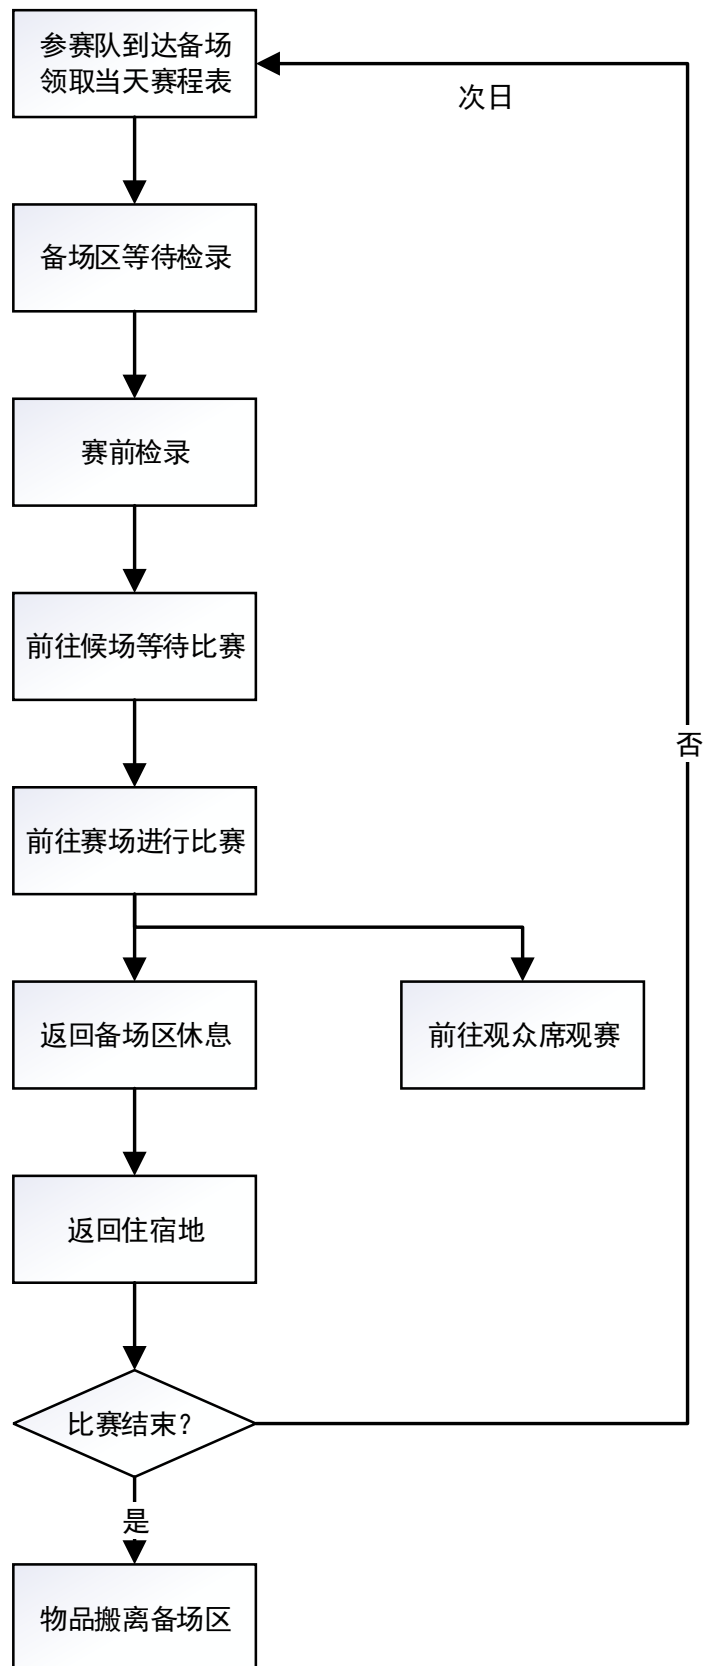 参赛队到达备场
领取当天赛程表
次日
备场区等待检录
赛前检录
前往候场等待比赛
否
前往赛场进行比赛
返回备场区休息
前往观众席观赛
返回住宿地
比赛结束？
是
物品搬离备场区